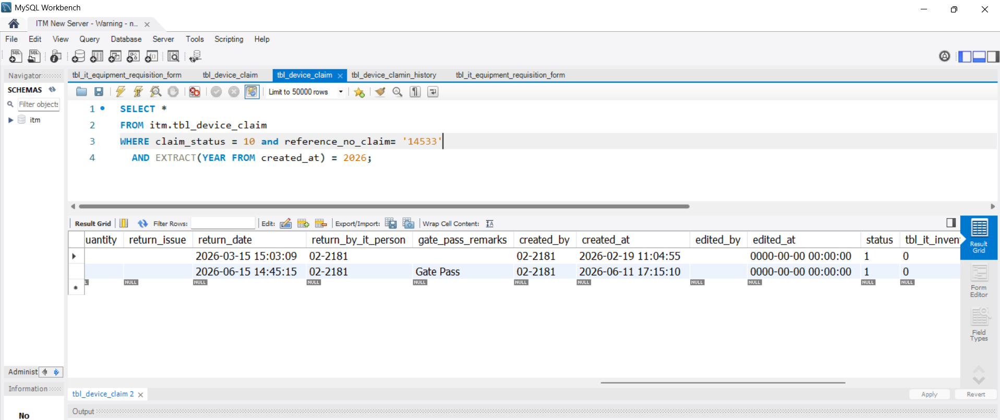 MySQL Workbench
ITM New Server - Warning - n...
File Edit View Query Database Server Tools Scripting Help
Navigator
tbl_it_equipment_requisition_form tbl_device_claim tbl_device_claim tbl_device_clamin_history tbl_it_equipment_requisition_form
SCHEMAS
Limit to 50000 rows
Filter objects
itm
1 SELECT *
2 FROM itm.tbl_device_claim
3 WHERE claim_status = 10 and reference_no_claim= '14533'
4 AND EXTRACT(YEAR FROM created_at) = 2026;
Result Grid Filter Rows: Edit: Export/Import: Wrap Cell Content:
uantity return_issue return_date return_by_it_person gate_pass_remarks created_by created_at edited_by edited_at status tbl_it_inven
2026-03-15 15:03:09 02-2181 02-2181 2026-02-19 11:04:55 0000-00-00 00:00:00 1 0
2026-06-15 14:45:15 02-2181 Gate Pass 02-2181 2026-06-11 17:15:10 0000-00-00 00:00:00 1 0
L NULL NULL NULL NULL NULL NULL NULL NULL NULL NULL
Result
Grid
Form
Editor
Field
Types
Administ
Information
tbl_device_claim 2
Apply Revert
Output
No